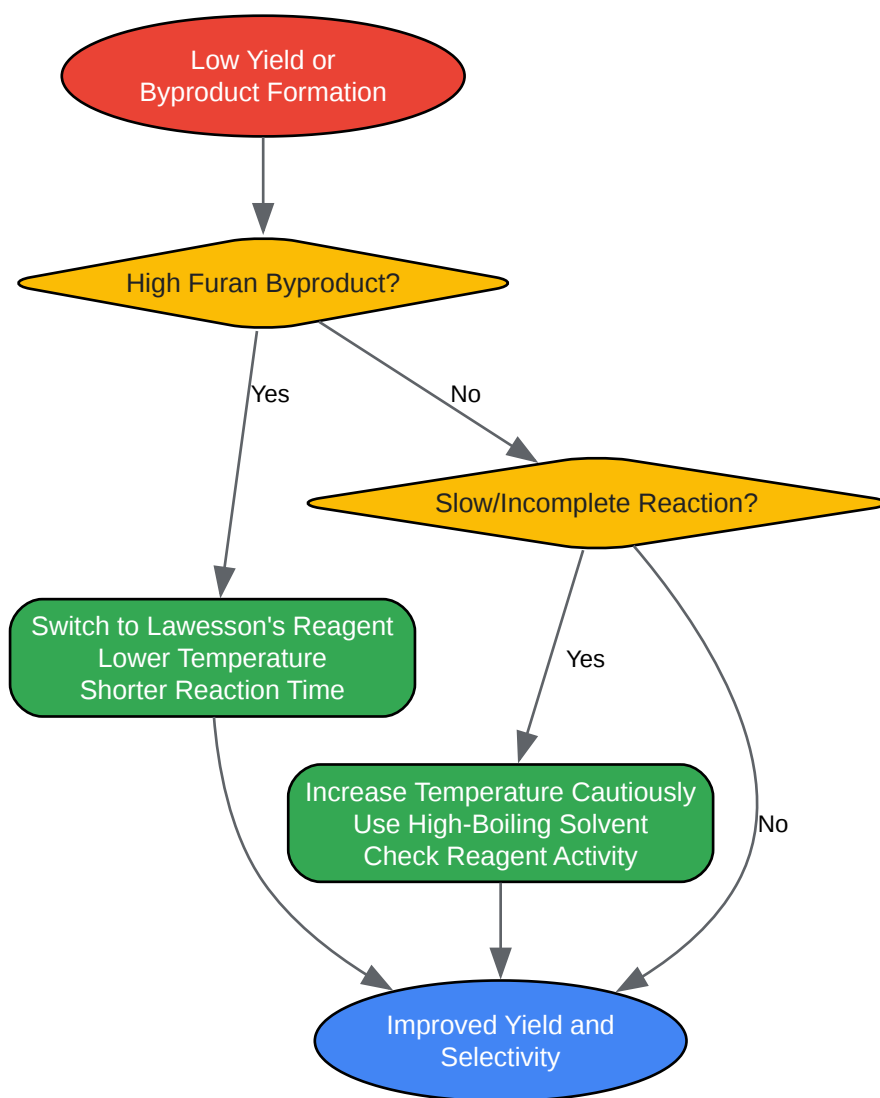 Low Yield or
Byproduct Formation
High Furan Byproduct?
Yes
No
Slow/Incomplete Reaction?
Switch to Lawesson's Reagent
Lower Temperature
Shorter Reaction Time
Yes
Increase Temperature Cautiously
Use High-Boiling Solvent
Check Reagent Activity
No
Improved Yield and
Selectivity